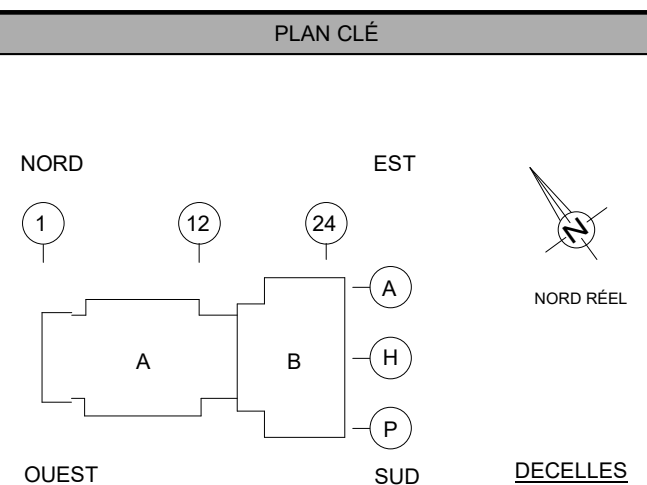 PLAN CLÉ
NORD EST
1 12 24
A
NORD RÉEL
N
A B H
P
OUEST SUD DECELLES